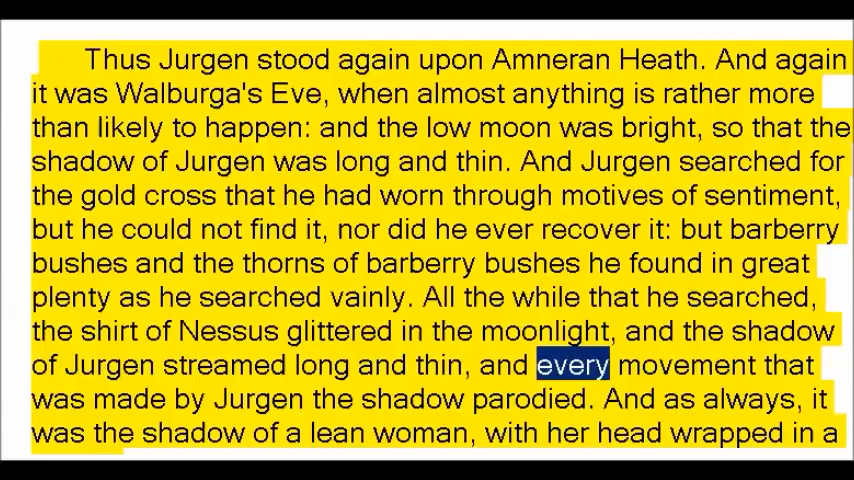 Thus Jurgen stood again upon Amneran Heath. And again
it was Walburga's Eve, when almost anything is rather more
than likely to happen: and the low moon was bright, so that the
shadow of Jurgen was long and thin. And Jurgen searched for
the gold cross that he had worn through motives of sentiment,
but he could not find it, nor did he ever recover it: but barberry
bushes and the thorns of barberry bushes he found in great
plenty as he searched vainly. All the while that he searched,
the shirt of Nessus glittered in the moonlight, and the shadow
of Jurgen streamed long and thin, and every movement that
was made by Jurgen the shadow parodied. And as always, it
was the shadow of a lean woman, with her head wrapped in a